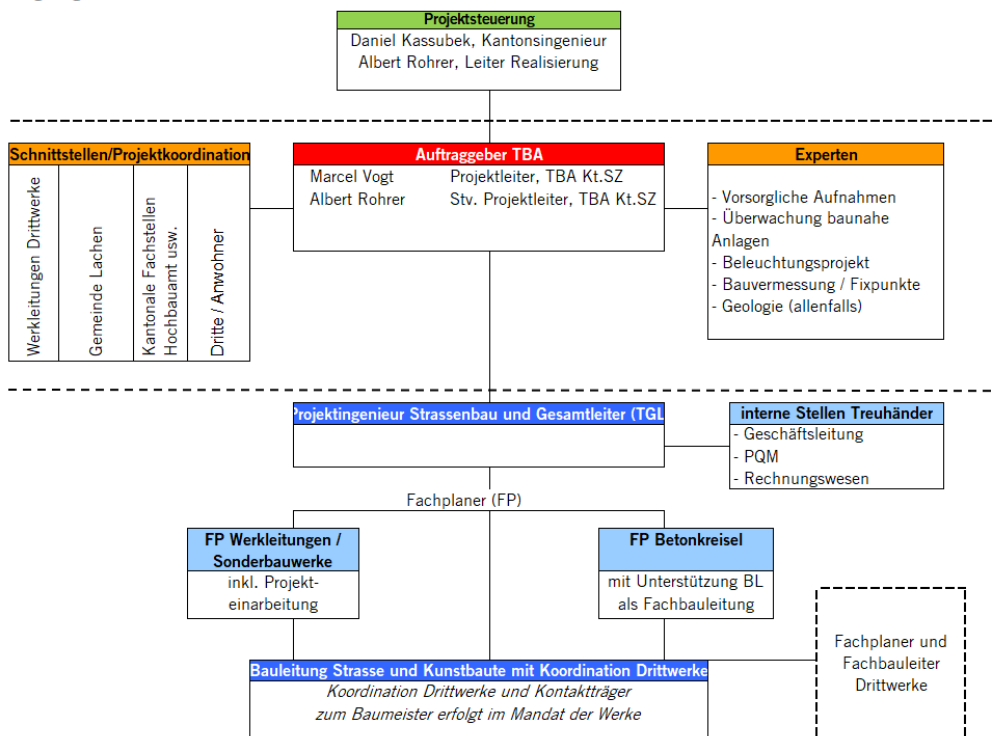 Projektsteuerung
Daniel Kassubek, Kantonsingenieur
Albert Rohrer, Leiter Realisierung
Schnittstellen/Projektkoordination
Werkleitungen Drittwerke
Gemeinde Lachen
Kantonale Fachstellen
Hochbauamt usw.
Dritte / Anwohner
Auftraggeber TBA
Marcel Vogt Projektleiter, TBA Kt.SZ
Albert Rohrer Stv. Projektleiter, TBA Kt.SZ
Experten
- Vorsorgliche Aufnahmen
- Überwachung baunahe
Anlagen
- Beleuchtungsprojekt
- Bauvermessung / Fixpunkte
- Geologie (allenfalls)
Projektingenieur Strassenbau und Gesamtleiter (TGL
interne Stellen Treuhänder
- Geschäftsleitung
- PQM
- Rechnungswesen
Fachplaner (FP)
FP Werkleitungen /
Sonderbauwerke
inkl. Projekt-
einarbeitung
FP Betonkreisel
mit Unterstützung BL
als Fachbauleitung
Fachplaner und
Fachbauleiter
Drittwerke
Bauleitung Strasse und Kunstbaute mit Koordination Drittwerke
Koordination Drittwerke und Kontaktträger
zum Baumeister erfolgt im Mandat der Werke